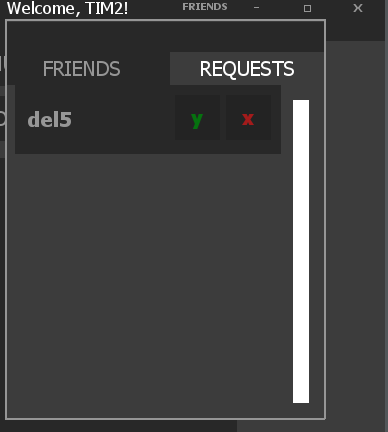 Welcome, TIM2! FRIENDS
FRIENDS REQUESTS
del5 y x